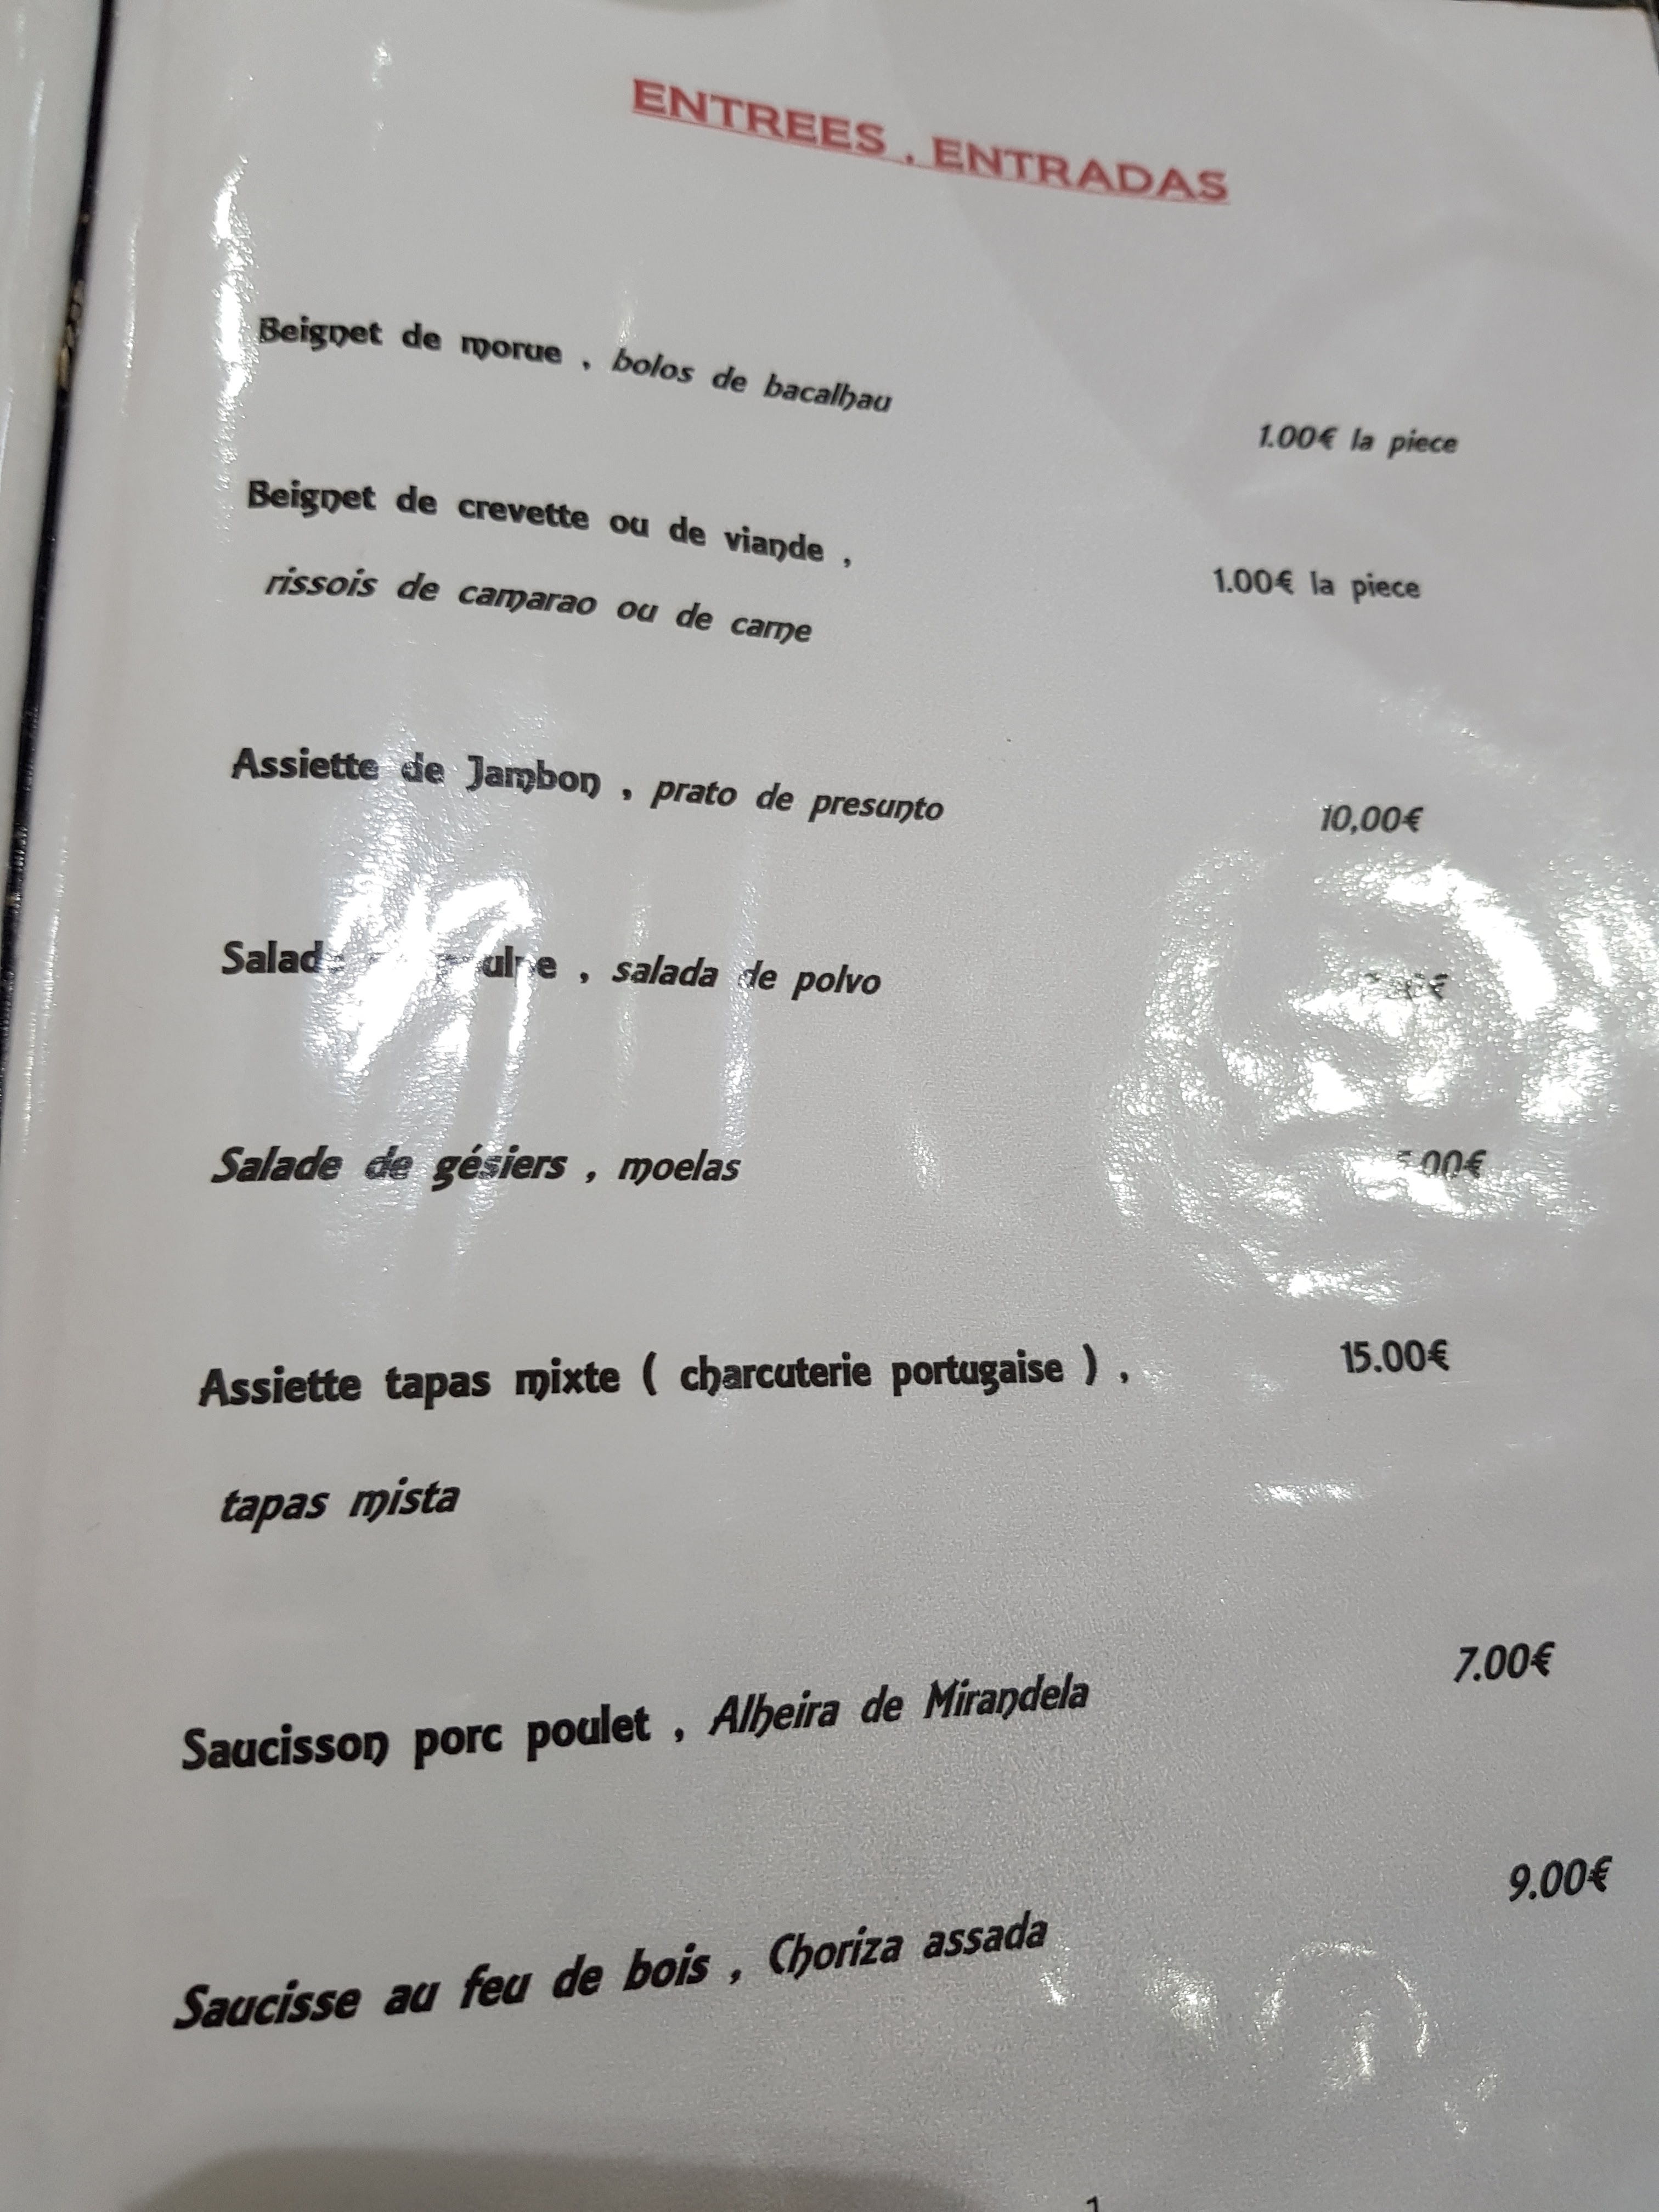 ENTREES , ENTRADAS
Beignet de morue , bolos de bacalhau
1.00€ la piece
Beignet de crevette ou de viande ,
1.00€ la piece
rissois de camarao ou de carne
Assiette de Jambon , prato de presunto
10,00€
, salada de polvo
Salade de gésiers , moelas
Assiette tapas mixte ( charcuterie portugaise ) ,
15.00€
tapas mista
Saucisson porc poulet , Alheira de Mirandela
7.00€
Saucisse au feu de bois , Choriza assada
9.00€
1